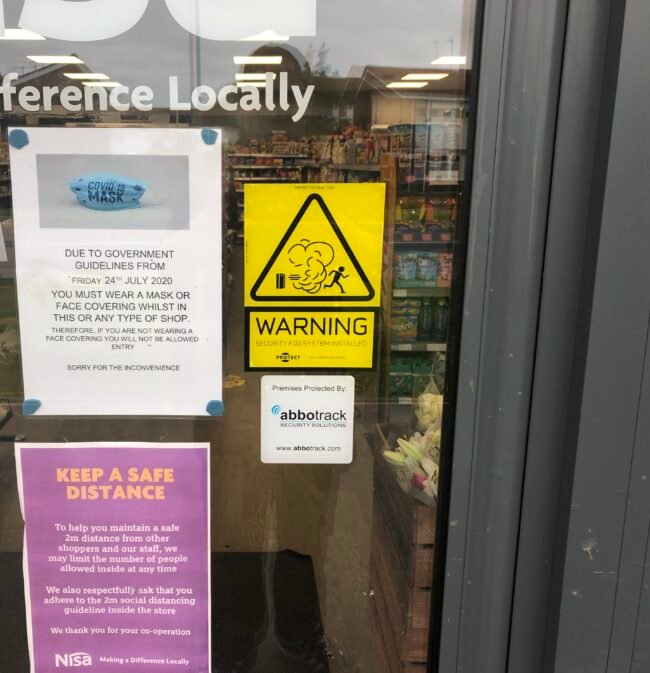 ference Locally
COVID-19
MASK
DUE TO GOVERNMENT
GUIDELINES FROM
FRIDAY 24TH JULY 2020
YOU MUST WEAR A MASK OR
FACE COVERING WHILST IN
THIS OR ANY TYPE OF SHOP.
THEREFORE, IF YOU ARE NOT WEARING A
FACE COVERING YOU WILL NOT BE ALLOWED
ENTRY
SORRY FOR THE INCONVENIENCE
WARNING
SECURITY FOG SYSTEM INSTALLED
PROTECT
Premises Protected By:
abbotrack
SECURITY SOLUTIONS
www.abbotrack.com
KEEP A SAFE
DISTANCE
To help you maintain a safe
2m distance from other
shoppers and our staff, we
may limit the number of people
allowed inside at any time
We also respectfully ask that you
adhere to the 2m social distancing
guideline inside the store
We thank you for your co-operation
Nisa Making a Difference Locally